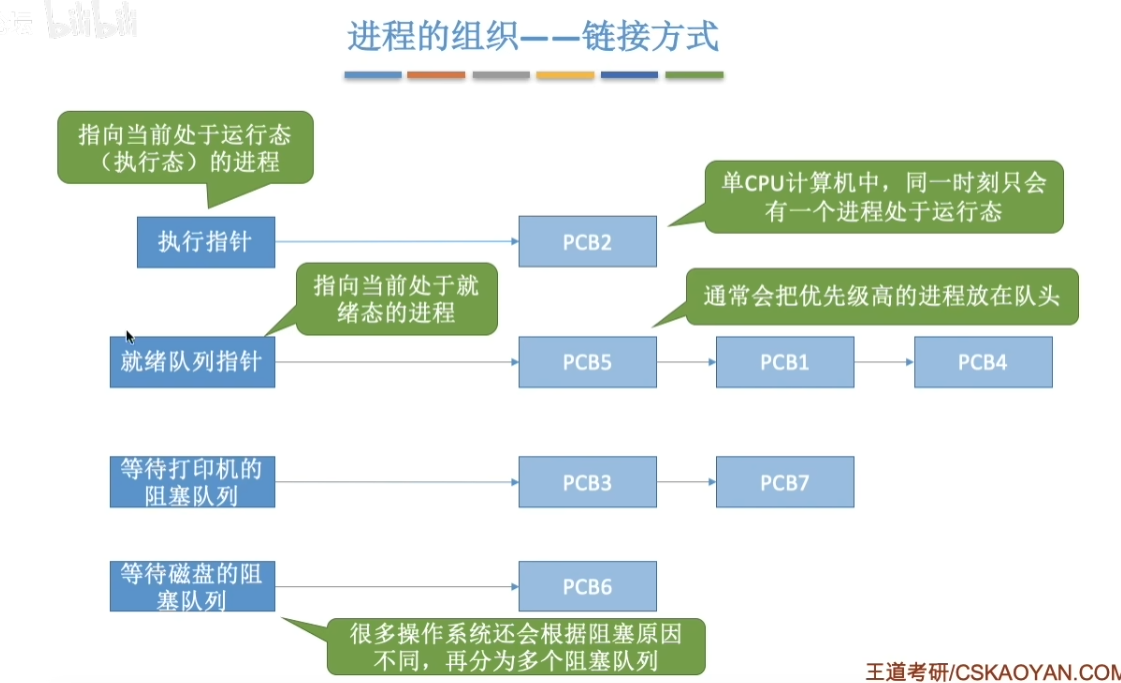 bilibili
进程的组织——链接方式
指向当前处于运行态
（执行态）的进程
单CPU计算机中，同一时刻只会
有一个进程处于运行态
执行指针
PCB2
指向当前处于就
绪态的进程
通常会把优先级高的进程放在队头
就绪队列指针
PCB5
PCB1
PCB4
等待打印机的
阻塞队列
PCB3
PCB7
等待磁盘的阻
塞队列
PCB6
很多操作系统还会根据阻塞原因
不同，再分为多个阻塞队列
王道考研/CSKAOYAN.COM